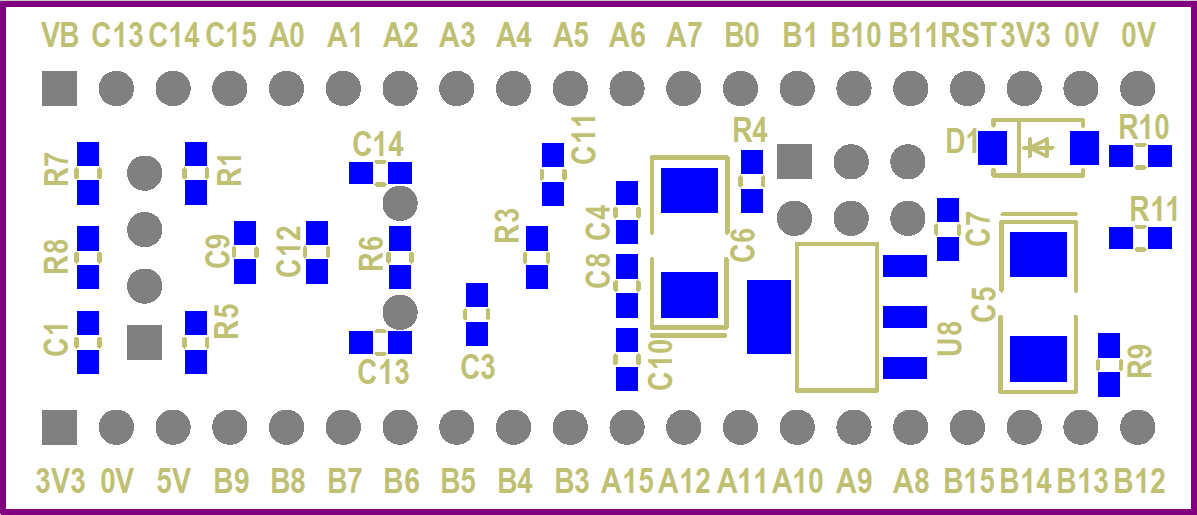 VB C13 C14 C15 A0 A1 A2 A3 A4 A5 A6 A7 B0 B1 B10 B11 RST 3V3 0V 0V
R7 R1 C14 C11 R4 D1 R10
R8 C9 C12 R6 R3 C4 C8 C6 C7 R11
C1 R5 C13 C3 C10 U8 C5 R9
3V3 0V 5V B9 B8 B7 B6 B5 B4 B3 A15 A12 A11 A10 A9 A8 B15 B14 B13 B12